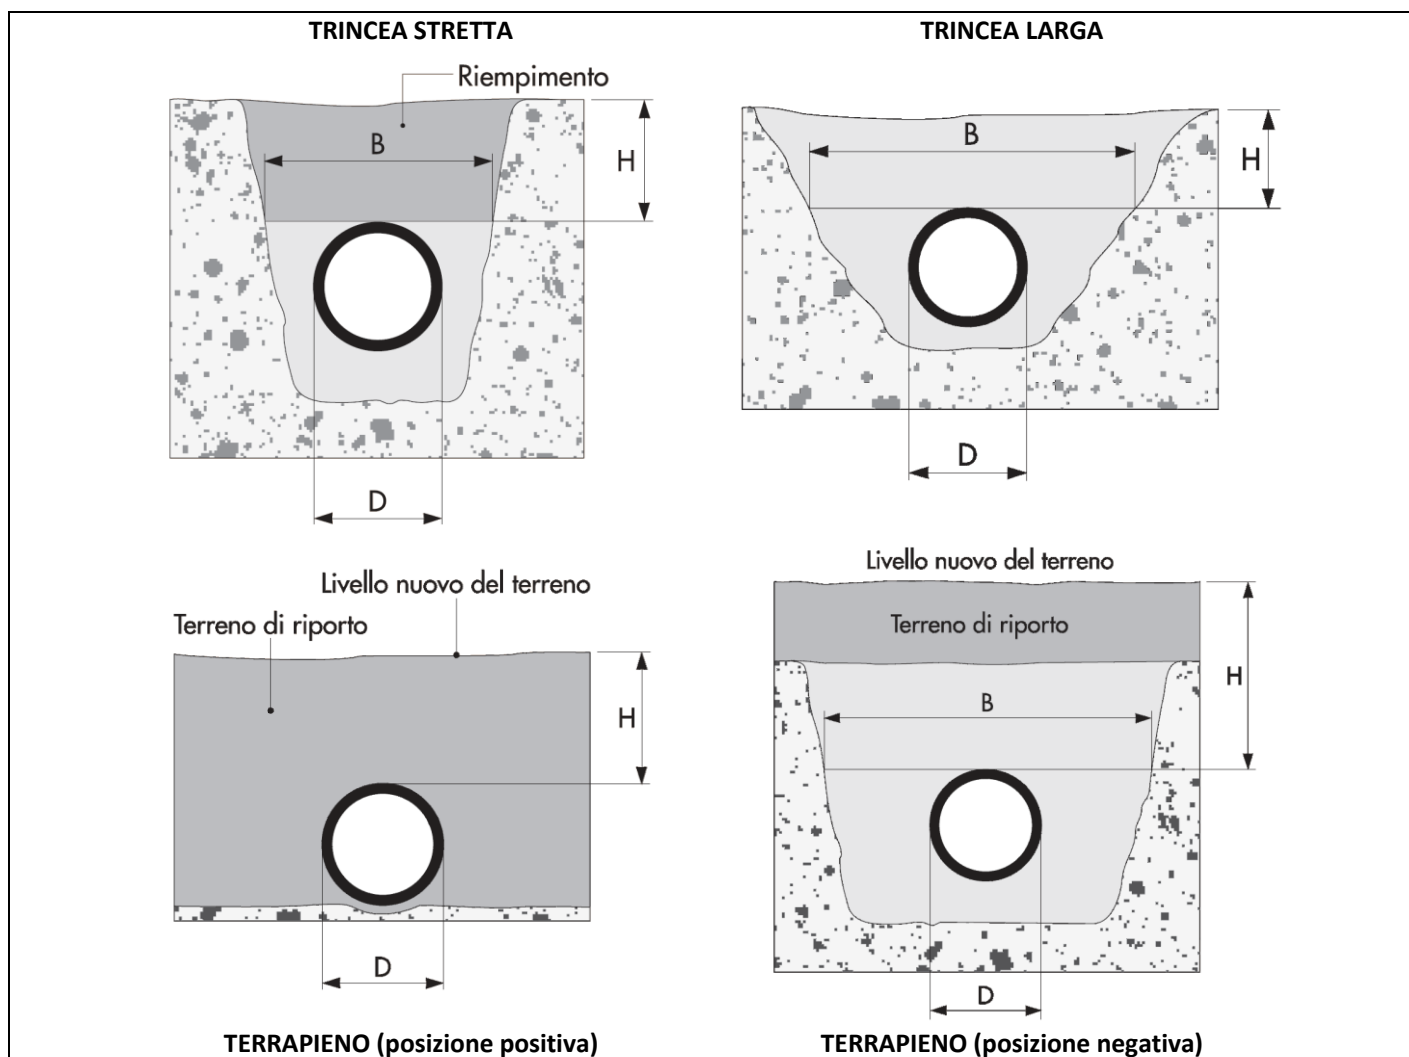 TRINCEA STRETTA
TRINCEA LARGA
Riempimento
B
H
D
B
H
D
Livello nuovo del terreno
Terreno di riporto
H
D
Livello nuovo del terreno
Terreno di riporto
B
H
D
TERRAPIENO (posizione positiva)
TERRAPIENO (posizione negativa)